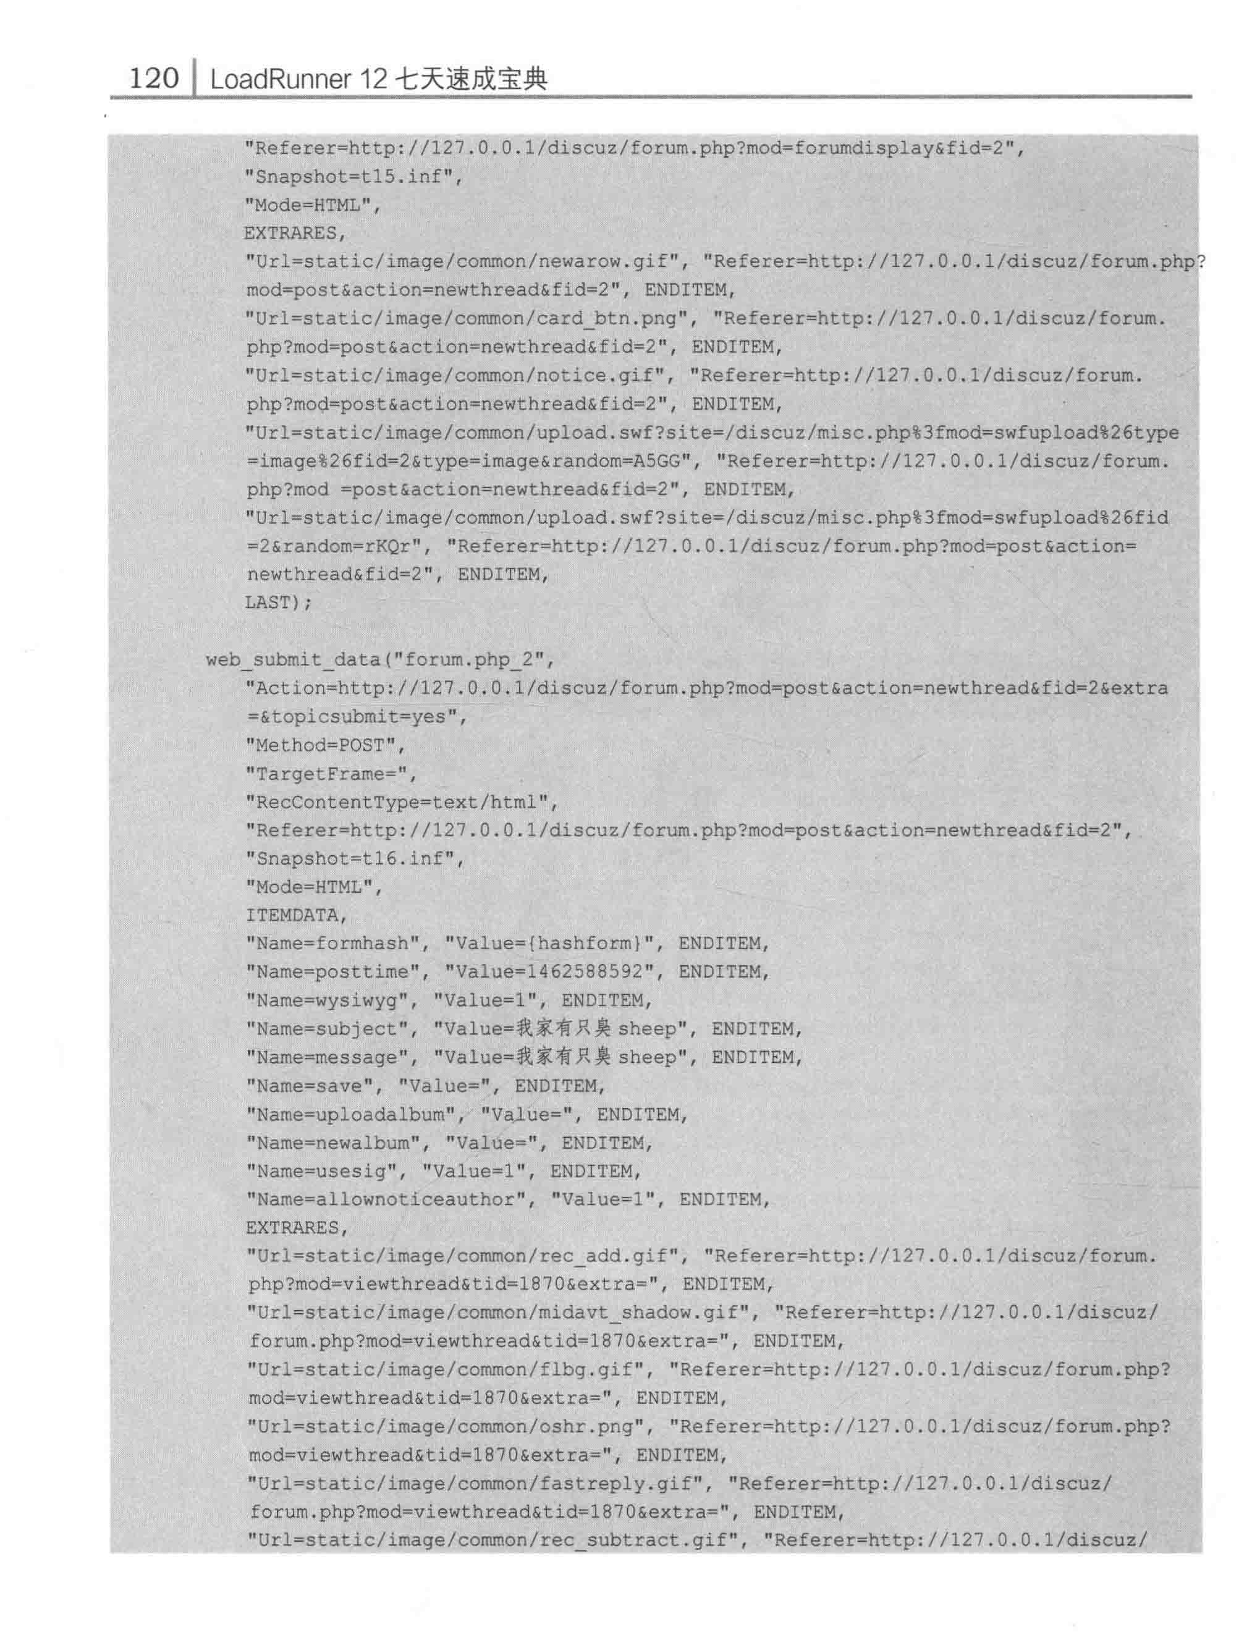 120 LoadRunner 12 七天速成宝典
"Referer=http://127.0.0.1/discuz/forum.php?mod=forumdisplay&fid=2",
"Snapshot=t15.inf",
"Mode=HTML",
EXTRARES,
"Url=static/image/common/newarow.gif", "Referer=http://127.0.0.1/discuz/forum.php?
mod=post&action=newthread&fid=2", ENDITEM,
"Url=static/image/common/card_btn.png", "Referer=http://127.0.0.1/discuz/forum.
php?mod=post&action=newthread&fid=2", ENDITEM,
"Url=static/image/common/notice.gif", "Referer=http://127.0.0.1/discuz/forum.
php?mod=post&action=newthread&fid=2", ENDITEM,
"Url=static/image/common/upload.swf?site=/discuz/misc.php%3fmod=swfupload%26type
=image%26fid=2&type=image&random=A5GG", "Referer=http://127.0.0.1/discuz/forum.
php?mod =post&action=newthread&fid=2", ENDITEM,
"Url=static/image/common/upload.swf?site=/discuz/misc.php%3fmod=swfupload%26fid
=2&random=rKQr", "Referer=http://127.0.0.1/discuz/forum.php?mod=post&action=
newthread&fid=2", ENDITEM,
LAST);
web_submit_data("forum.php_2",
"Action=http://127.0.0.1/discuz/forum.php?mod=post&action=newthread&fid=2&extra
=&topicsubmit=yes",
"Method=POST",
"TargetFrame=",
"RecContentType=text/html",
"Referer=http://127.0.0.1/discuz/forum.php?mod=post&action=newthread&fid=2",
"Snapshot=t16.inf",
"Mode=HTML",
ITEMDATA,
"Name=formhash", "Value={hashform}", ENDITEM,
"Name=posttime", "Value=1462588592", ENDITEM,
"Name=wysiwyg", "Value=1", ENDITEM,
"Name=subject", "Value=我家有只臭 sheep", ENDITEM,
"Name=message", "Value=我家有只臭 sheep", ENDITEM,
"Name=save", "Value=", ENDITEM,
"Name=uploadalbum", "Value=", ENDITEM,
"Name=newalbum", "Value=", ENDITEM,
"Name=usesig", "Value=1", ENDITEM,
"Name=allownoticeauthor", "Value=1", ENDITEM,
EXTRARES,
"Url=static/image/common/rec_add.gif", "Referer=http://127.0.0.1/discuz/forum.
php?mod=viewthread&tid=1870&extra=", ENDITEM,
"Url=static/image/common/midavt_shadow.gif", "Referer=http://127.0.0.1/discuz/
forum.php?mod=viewthread&tid=1870&extra=", ENDITEM,
"Url=static/image/common/flbg.gif", "Referer=http://127.0.0.1/discuz/forum.php?
mod=viewthread&tid=1870&extra=", ENDITEM,
"Url=static/image/common/oshr.png", "Referer=http://127.0.0.1/discuz/forum.php?
mod=viewthread&tid=1870&extra=", ENDITEM,
"Url=static/image/common/fastreply.gif", "Referer=http://127.0.0.1/discuz/
forum.php?mod=viewthread&tid=1870&extra=", ENDITEM,
"Url=static/image/common/rec_subtract.gif", "Referer=http://127.0.0.1/discuz/